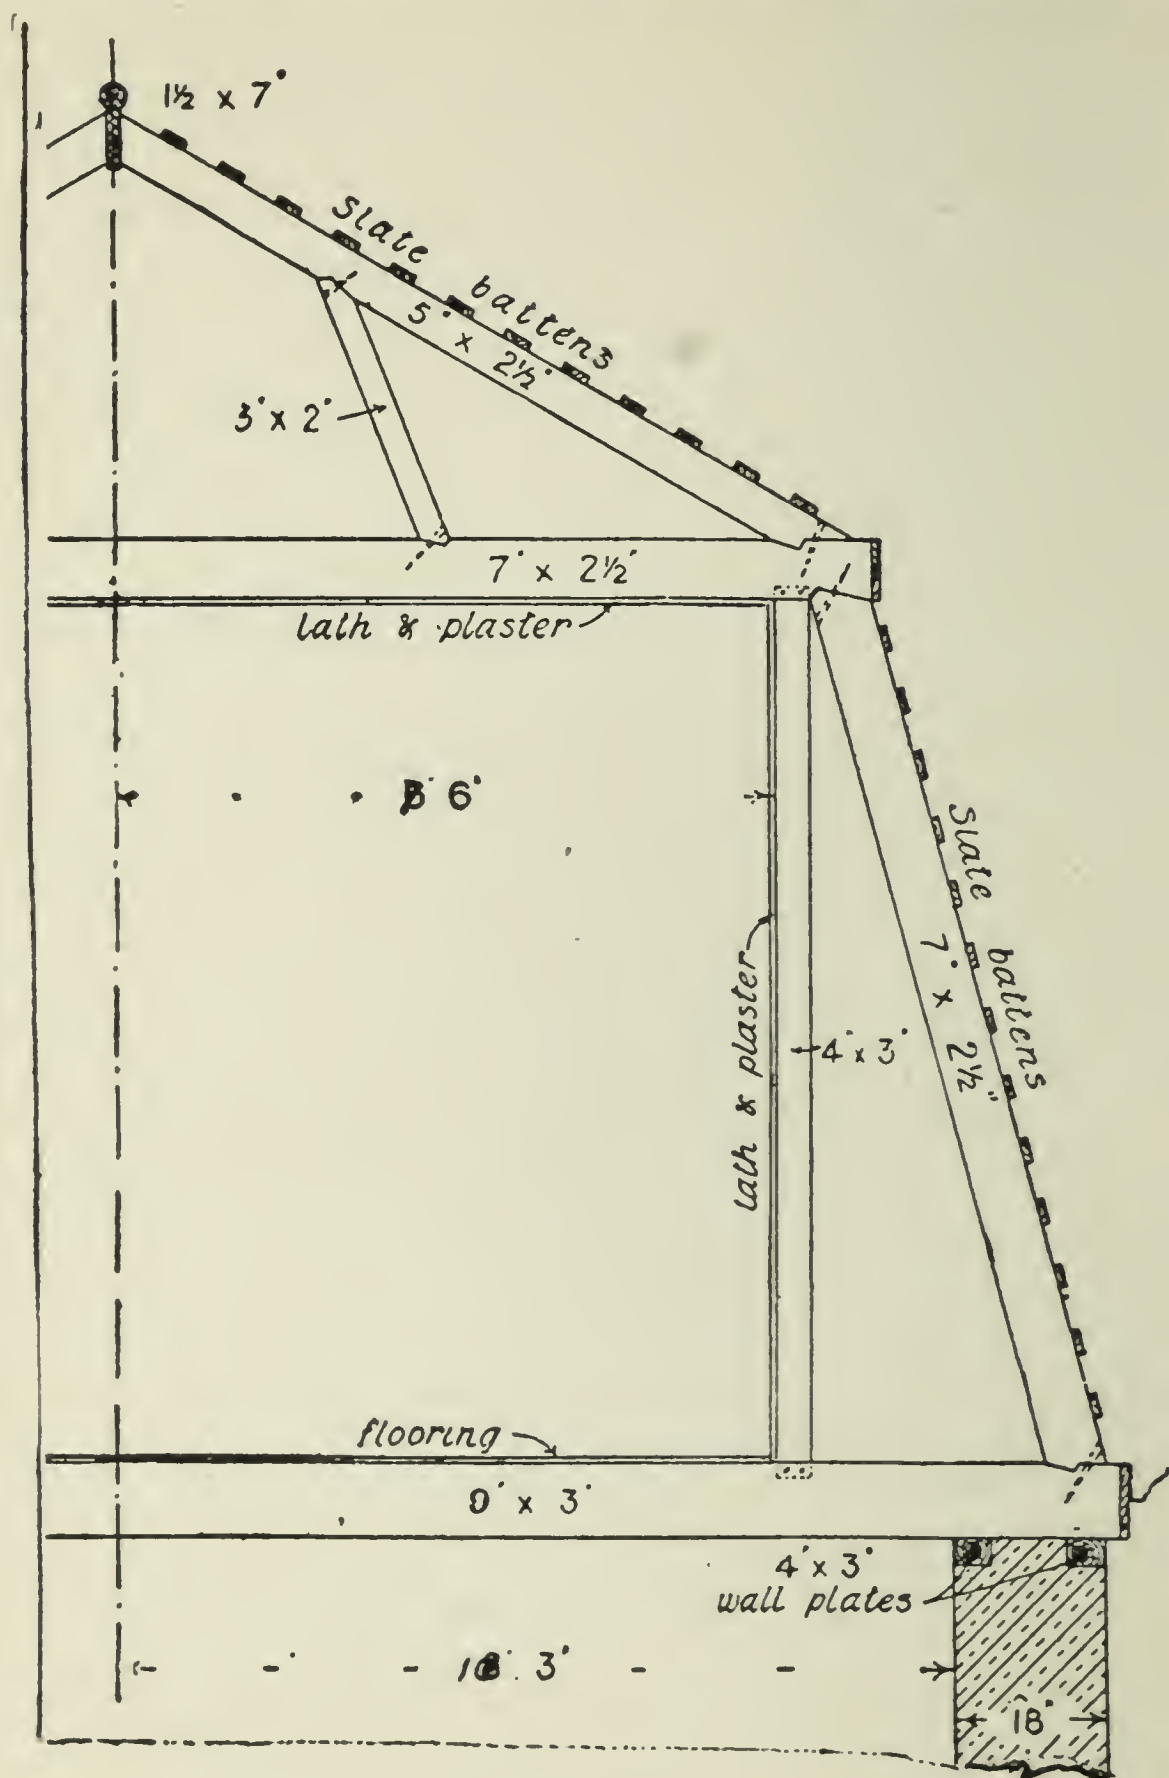 1½ x 7"
Slate battens
5" x 2½"
3" x 2"
7" x 2½"
lath & plaster
6"
Slate battens
7" x 2½"
lath & plaster
4" x 3"
flooring
9" x 3"
4" x 3"
wall plates
3"
18"